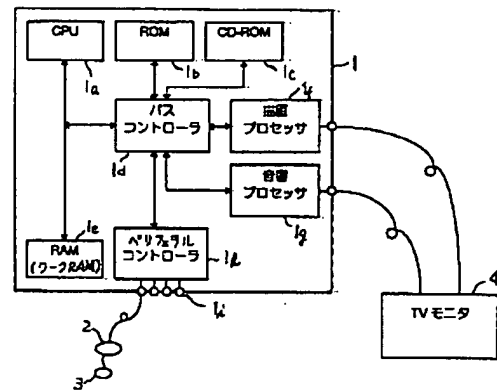 CPU
ROM
CD-ROM
1
1a
1b
1c
1f
バス
コントローラ
描画
プロセッサ
1d
音響
プロセッサ
1g
1e
RAM
(ワークRAM)
ペリフェラル
コントローラ
1h
1i
4
TVモニタ
2
3